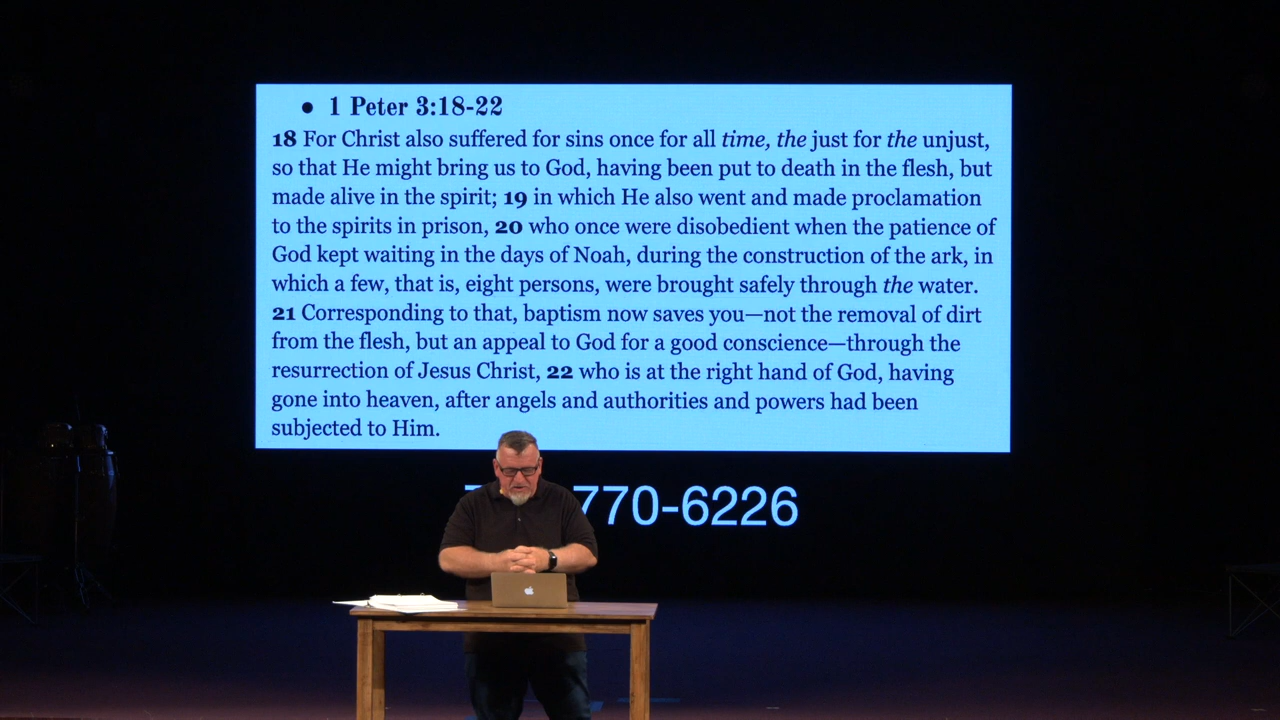 • 1 Peter 3:18-22
18 For Christ also suffered for sins once for all time, the just for the unjust,
so that He might bring us to God, having been put to death in the flesh, but
made alive in the spirit; 19 in which He also went and made proclamation
to the spirits in prison, 20 who once were disobedient when the patience of
God kept waiting in the days of Noah, during the construction of the ark, in
which a few, that is, eight persons, were brought safely through the water.
21 Corresponding to that, baptism now saves you—not the removal of dirt
from the flesh, but an appeal to God for a good conscience—through the
resurrection of Jesus Christ, 22 who is at the right hand of God, having
gone into heaven, after angels and authorities and powers had been
subjected to Him.
770-6226